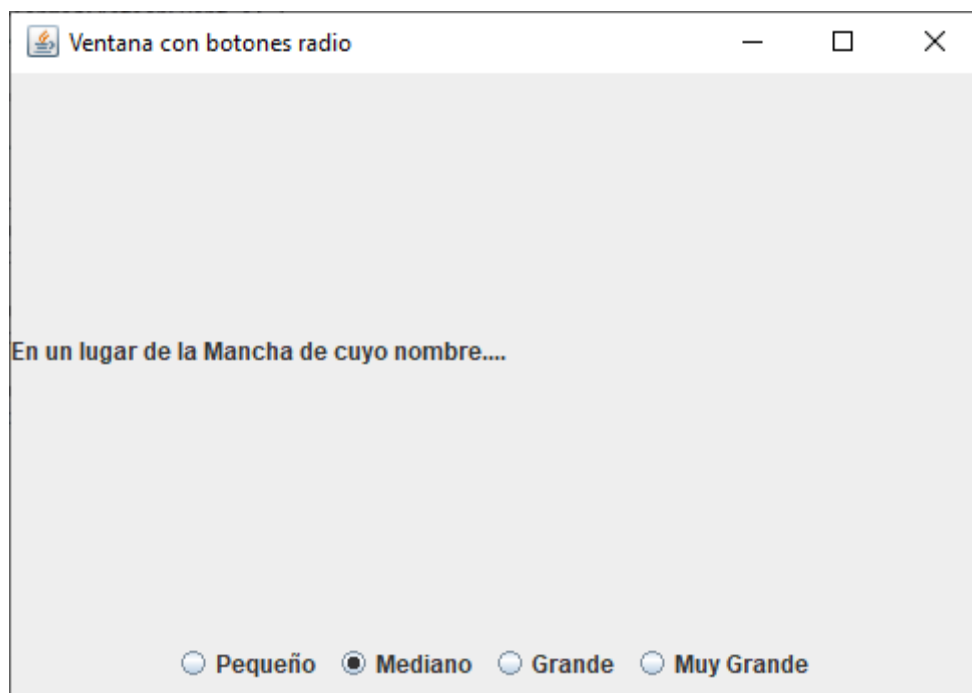 Ventana con botones radio
En un lugar de la Mancha de cuyo nombre....
Pequeño Mediano Grande Muy Grande